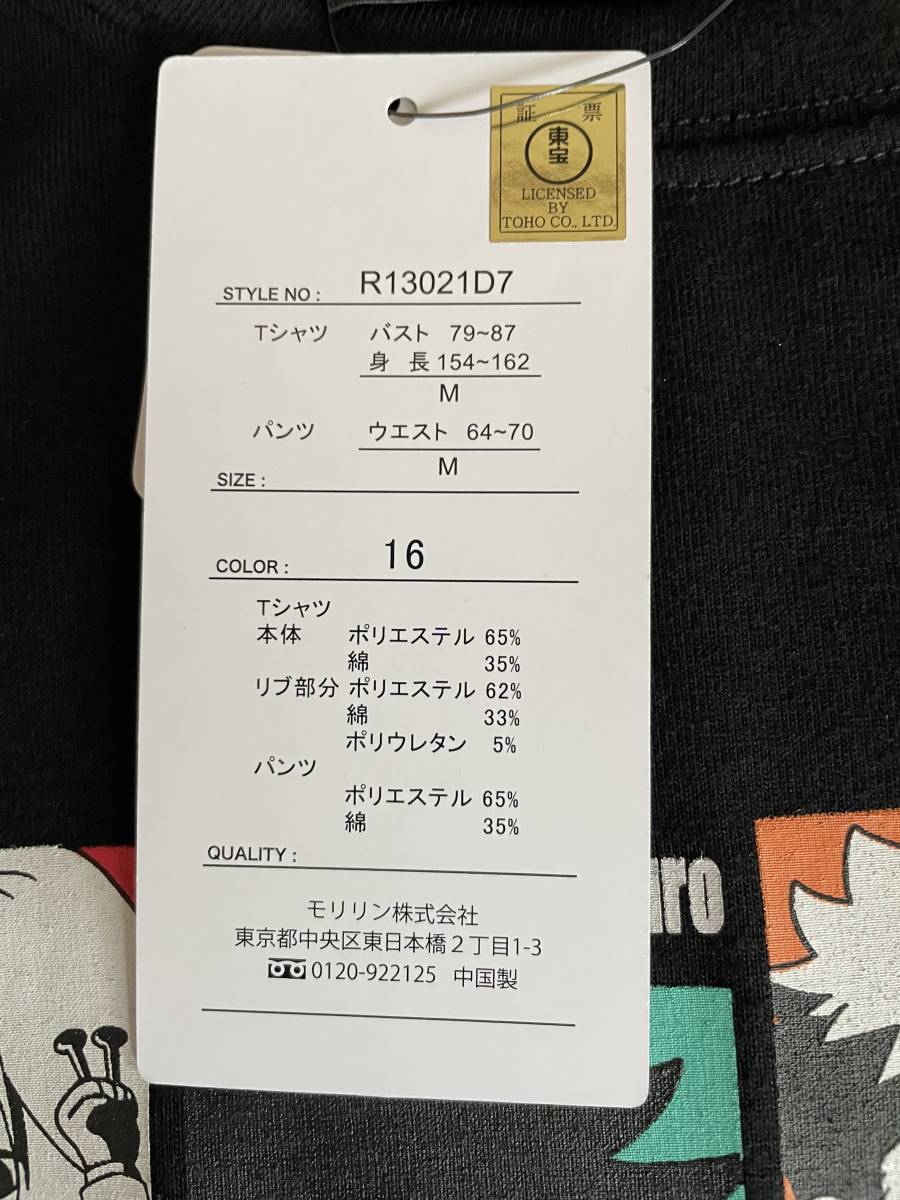 証 票
東宝
LICENSED
BY
TOHO CO., LTD.
STYLE NO : R13021D7
Tシャツ バスト 79~87
身 長 154~162
M
パンツ ウエスト 64~70
M
SIZE :
COLOR : 16
Tシャツ
本体 ポリエステル 65%
綿 35%
リブ部分 ポリエステル 62%
綿 33%
ポリウレタン 5%
パンツ
ポリエステル 65%
綿 35%
QUALITY :
モリリン株式会社
東京都中央区東日本橋2丁目1-3
0120-922125 中国製